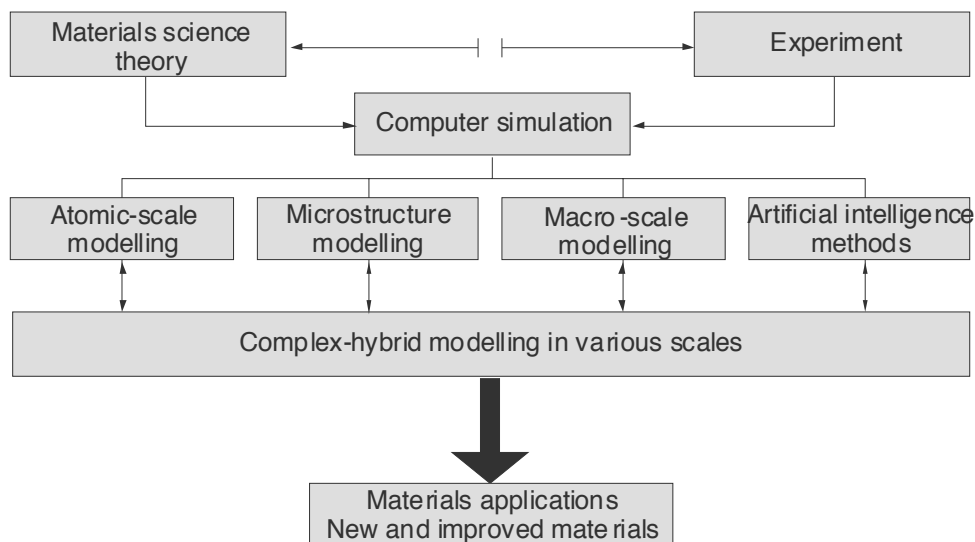 Materials science
theory
Experiment
Computer simulation
Atomic-scale
modelling
Microstructure
modelling
Macro-scale
modelling
Artificial intelligence
methods
Complex-hybrid modelling in various scales
Materials applications
New and improved materials